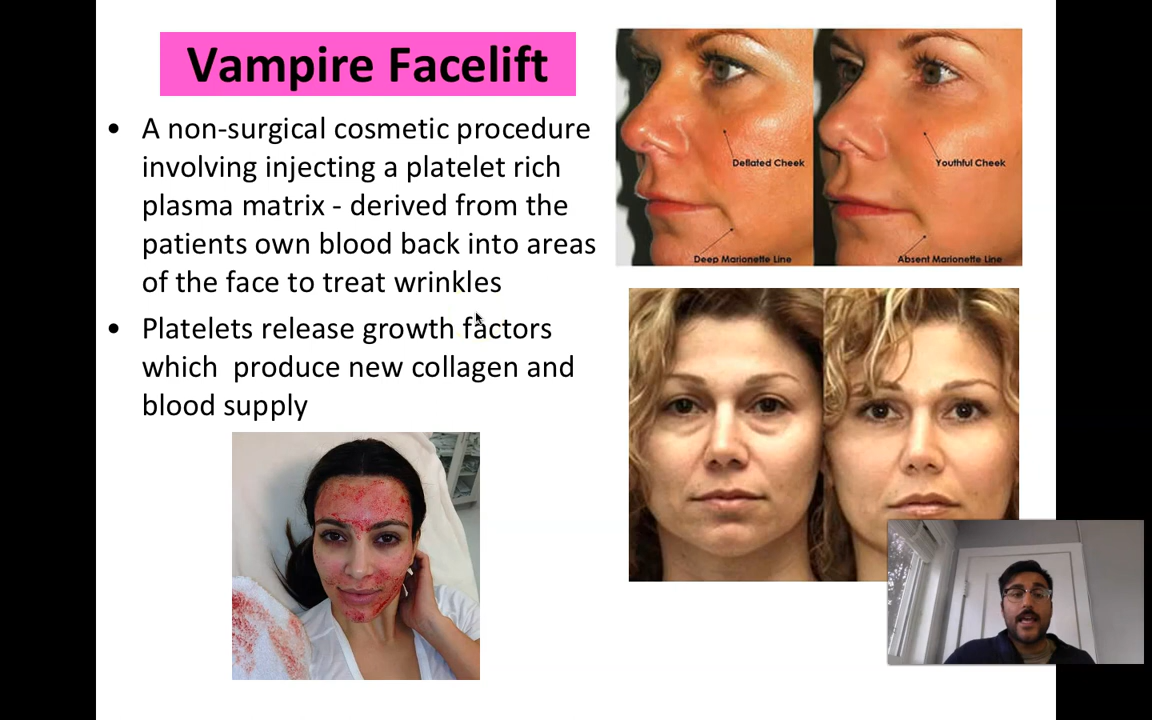 Vampire Facelift
• A non-surgical cosmetic procedure
involving injecting a platelet rich
plasma matrix - derived from the
patients own blood back into areas
of the face to treat wrinkles
• Platelets release growth factors
which  produce new collagen and
blood supply
Deflated Cheek
Deep Marionette Line
Youthful Cheek
Absent Marionette Line